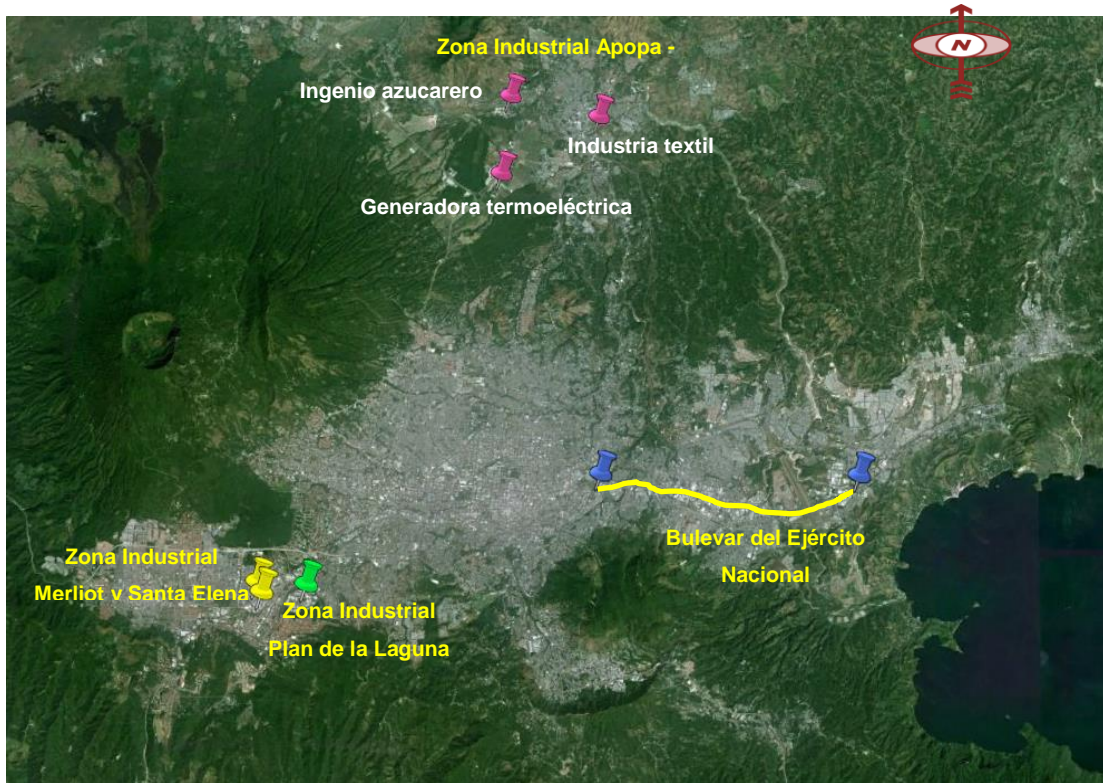 Zona Industrial Apopa -
N
Ingenio azucarero
Industria textil
Generadora termoeléctrica
Bulevar del Ejército
Nacional
Zona Industrial
Merliot y Santa Elena
Zona Industrial
Plan de la Laguna